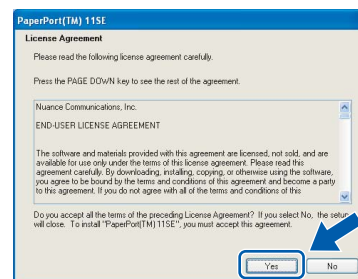 PaperPort(TM) 11SE
License Agreement
Please read the following license agreement carefully.
Press the PAGE DOWN key to see the rest of the agreement.
Nuance Communications, Inc.
END-USER LICENSE AGREEMENT
The software and materials provided with this agreement are licensed, not sold, and are
available for use only under the terms of this license agreement. Please read this
agreement carefully. By downloading, installing, copying, or otherwise using the software,
you agree to be bound by the terms and conditions of this agreement and become a party
to this agreement. If you do not agree with all of the terms and conditions of this
Do you accept all the terms of the preceding License Agreement? If you select No, the setup
will close. To install "PaperPort(TM) 11SE", you must accept this agreement.
Yes
No